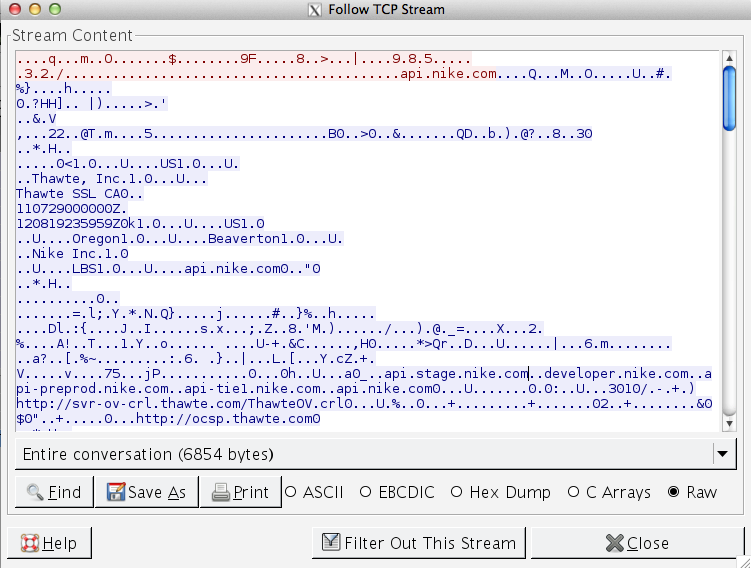 Follow TCP Stream
Stream Content
....q...m..O.......$........9F.....8..>...|....9.8.5.....
.3.2./..........................................api.nike.com....Q...M..O.....U..#.
%}....h.....
0.?HH].. |).....>.'
..&.V
,...22..@T.m....5......................B0..>0..&.......QD..b.).@?..8..30
..*.H..
.....0<1.0...U....US1.0...U.
..Thawte, Inc.1.0...U...
Thawte SSL CA0..
110729000000Z.
120819235959Z0k1.0...U....US1.0
..U....Oregon1.0...U....Beaverton1.0...U.
..Nike Inc.1.0
..U....LBS1.0...U....api.nike.com0.."0
..*.H..
..........0..
.......=.l;.Y.*.N.Q}.....j......#..}%..h.....
....Dl.:{....J..I......s.x...;.Z..8.'M.)....../...).@._=....X...2.
%....A!..T...1.Y..o...... ....U-+.&C......,H0.....*>Qr..D...U......|...6.m........
..a?..[.%~.........:.6. .}..|...L.[...Y.cZ.+.
V.....v....75...jP..........0...0h..U...a0_..api.stage.nike.com..developer.nike.com..a
pi-preprod.nike.com..api-tie1.nike.com..api.nike.com0...U.......0.0:..U...3010/.-.+.)
http://svr-ov-crl.thawte.com/ThawteOV.crl0...U.%..0...+.........+.......02..+........&0
$0"..+.....0...http://ocsp.thawte.com0
..*.H..
Entire conversation (6854 bytes)
Find Save As Print ASCII EBCDIC Hex Dump C Arrays Raw
Help Filter Out This Stream Close